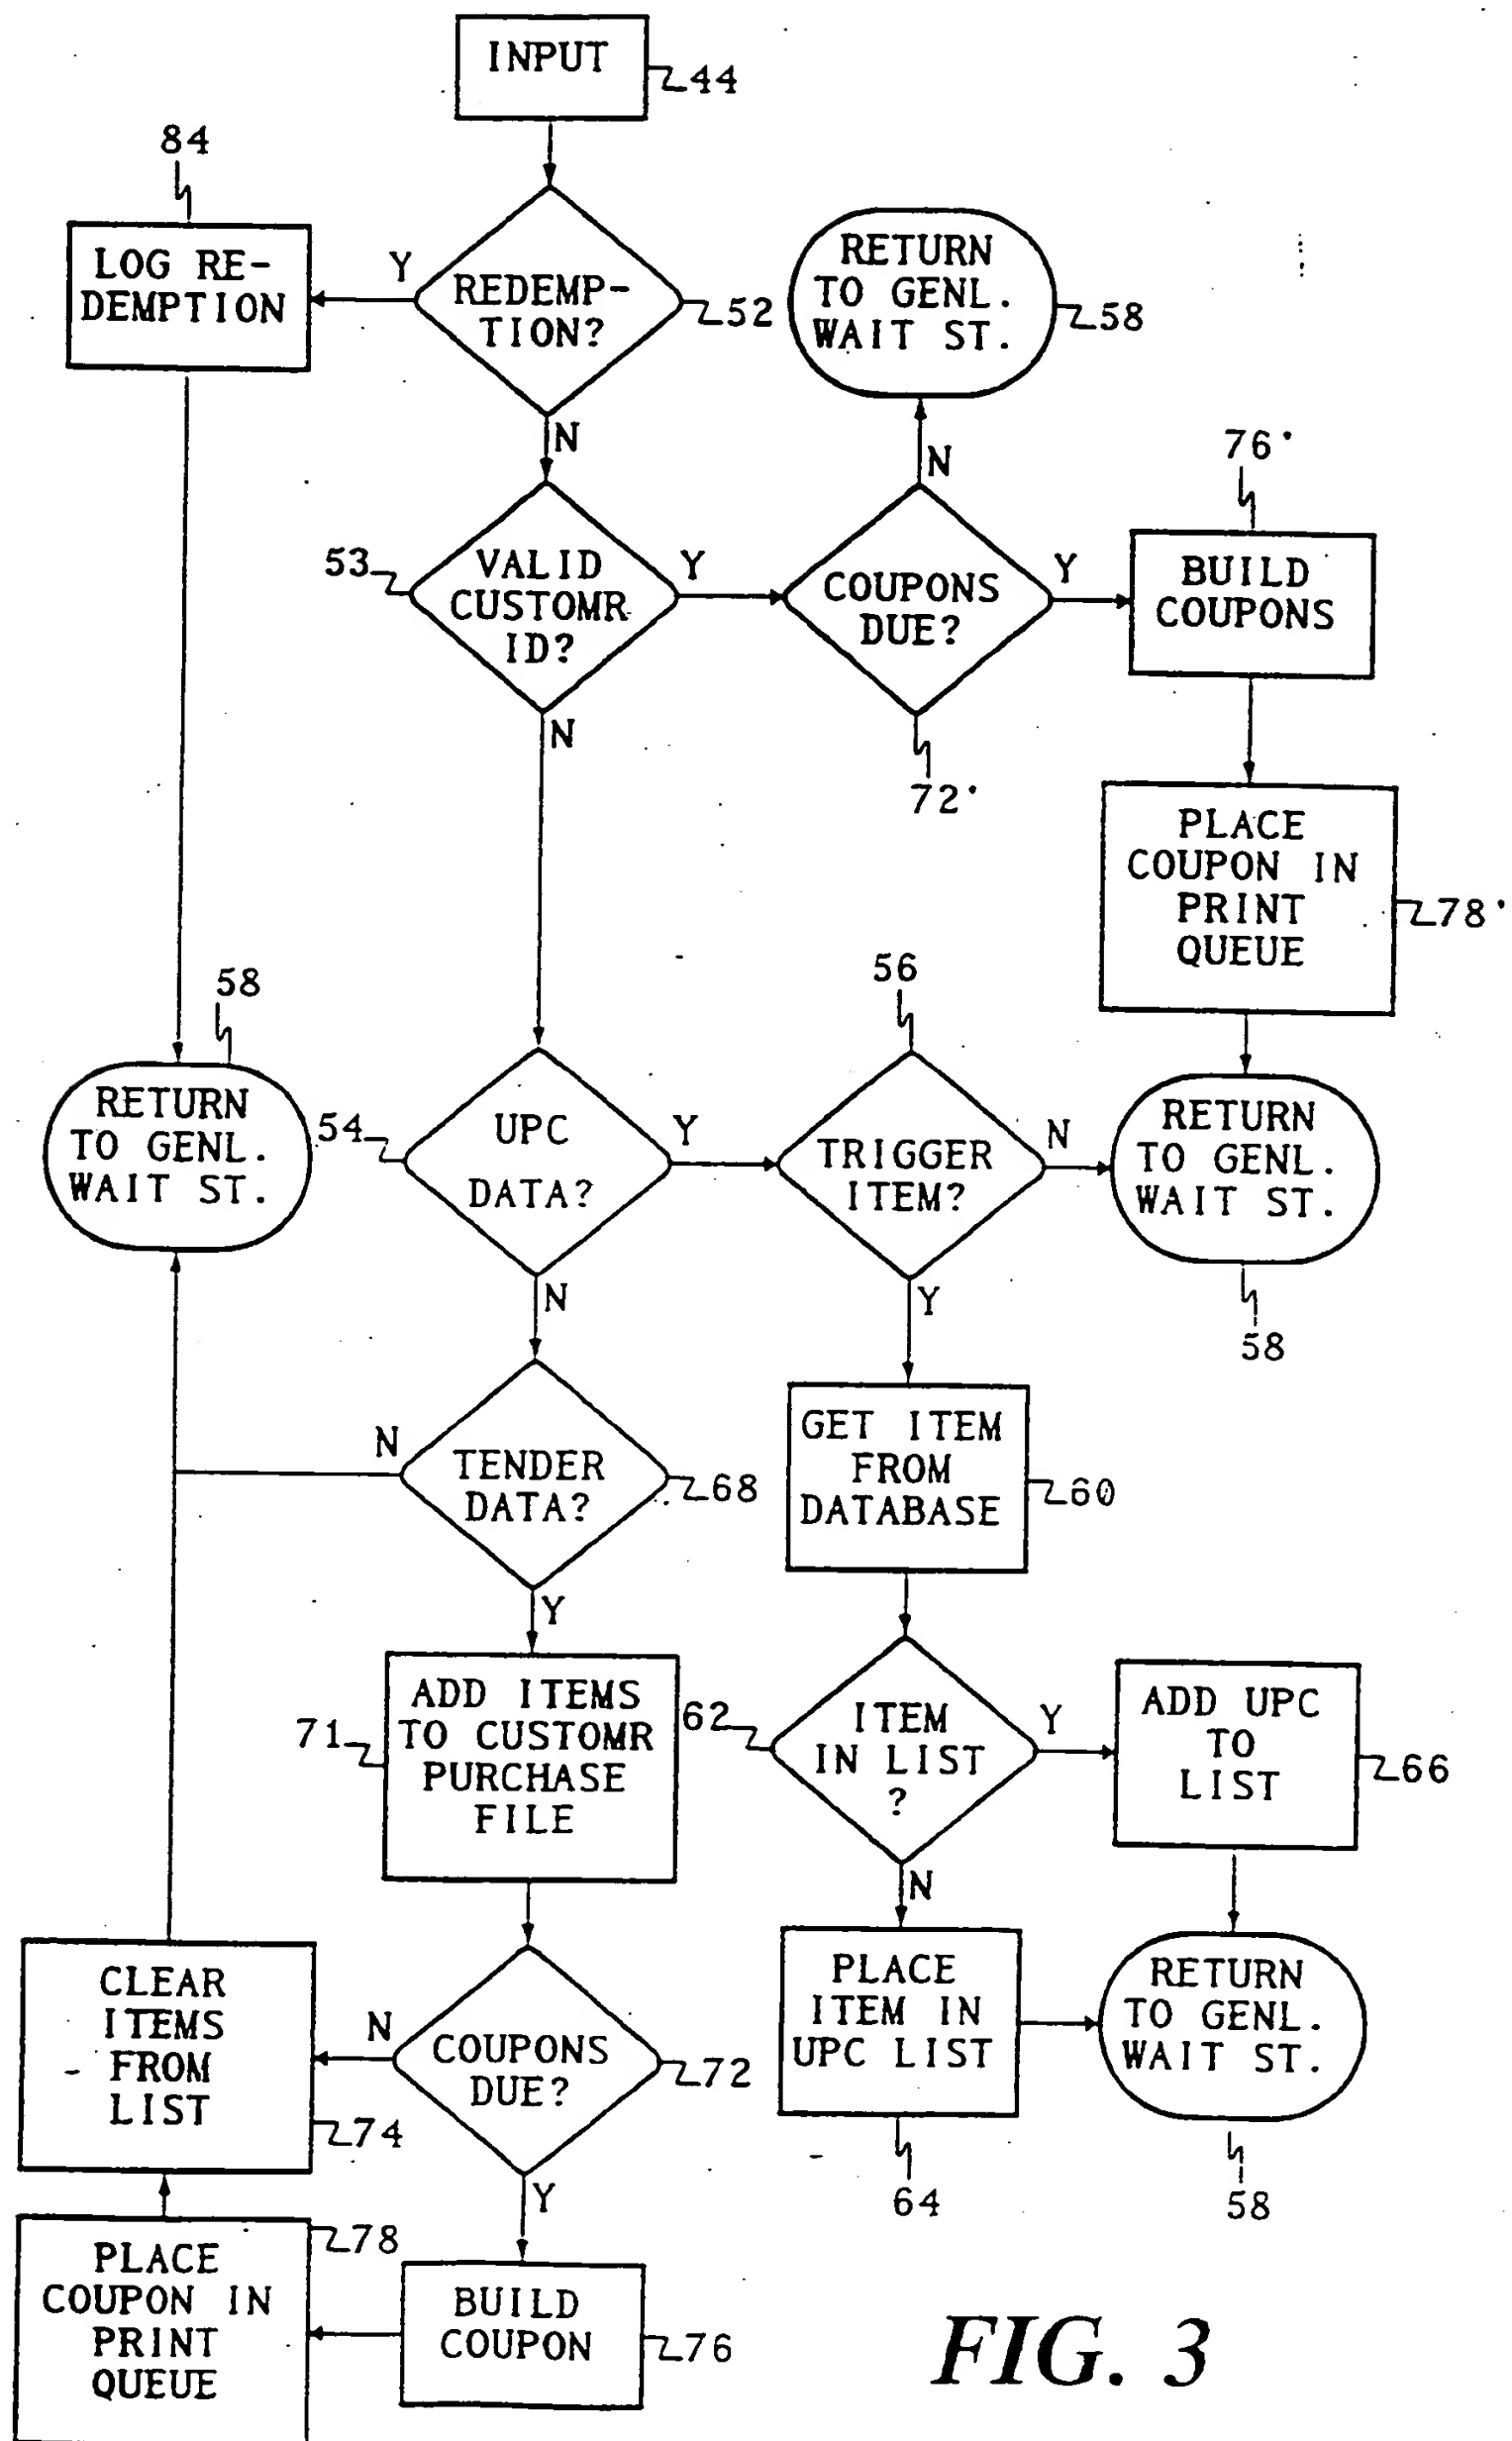 INPUT
44
84
LOG RE-
DEMPTION
Y
REDEMP-
TION?
52
N
RETURN
TO GENL.
WAIT ST.
58
N
76'
53
VALID
CUSTOMR
ID?
Y
COUPONS
DUE?
Y
BUILD
COUPONS
N
72'
PLACE
COUPON IN
PRINT
QUEUE
78'
58
RETURN
TO GENL.
WAIT ST.
54
UPC
DATA?
Y
56
TRIGGER
ITEM?
N
RETURN
TO GENL.
WAIT ST.
58
N
Y
N
TENDER
DATA?
68
GET ITEM
FROM
DATABASE
60
Y
71
ADD ITEMS
TO CUSTOMR
PURCHASE
FILE
62
ITEM
IN LIST
?
Y
ADD UPC
TO
LIST
66
N
CLEAR
ITEMS
FROM
LIST
74
N
COUPONS
DUE?
72
PLACE
ITEM IN
UPC LIST
64
RETURN
TO GENL.
WAIT ST.
58
Y
78
PLACE
COUPON IN
PRINT
QUEUE
BUILD
COUPON
76
FIG. 3